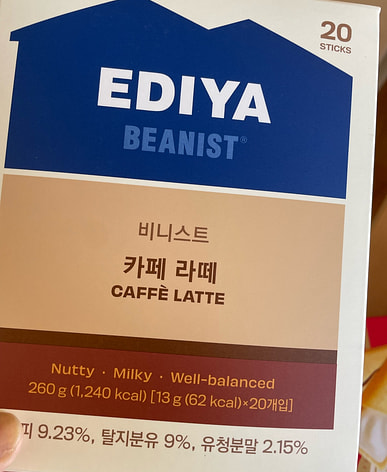 20
STICKS
EDIYA
BEANIST®
비니스트
카페 라떼
CAFFÈ LATTE
Nutty · Milky · Well-balanced
260 g (1,240 kcal) [13 g (62 kcal)×20개입]
9.23%, 탈지분유 9%, 유청분말 2.15%